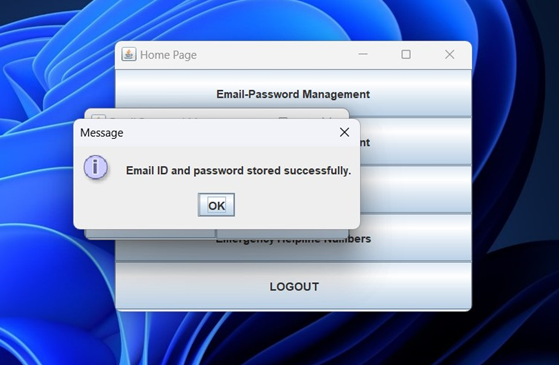 Home Page
Email-Password Management
Message
Email ID and password stored successfully.
OK
Emergency Helpline Numbers
LOGOUT